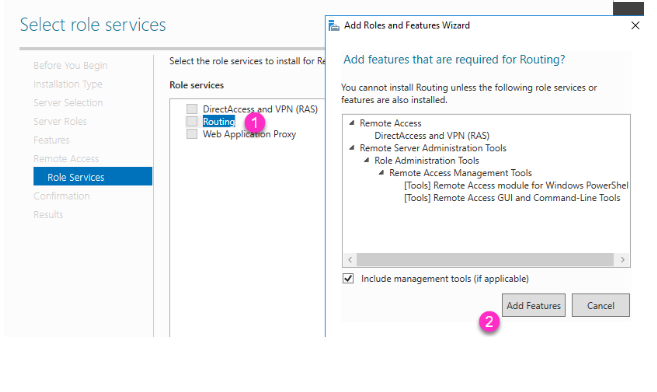 Select role services
Before You Begin
Installation Type
Server Selection
Server Roles
Features
Remote Access
Role Services
Confirmation
Results
Select the role services to install for Re
Role services
DirectAccess and VPN (RAS)
Routing
1
Web Application Proxy
Add Roles and Features Wizard
Add features that are required for Routing?
You cannot install Routing unless the following role services or
features are also installed.
Remote Access
DirectAccess and VPN (RAS)
Remote Server Administration Tools
Role Administration Tools
Remote Access Management Tools
[Tools] Remote Access module for Windows PowerShel
[Tools] Remote Access GUI and Command-Line Tools
Include management tools (if applicable)
2
Add Features
Cancel